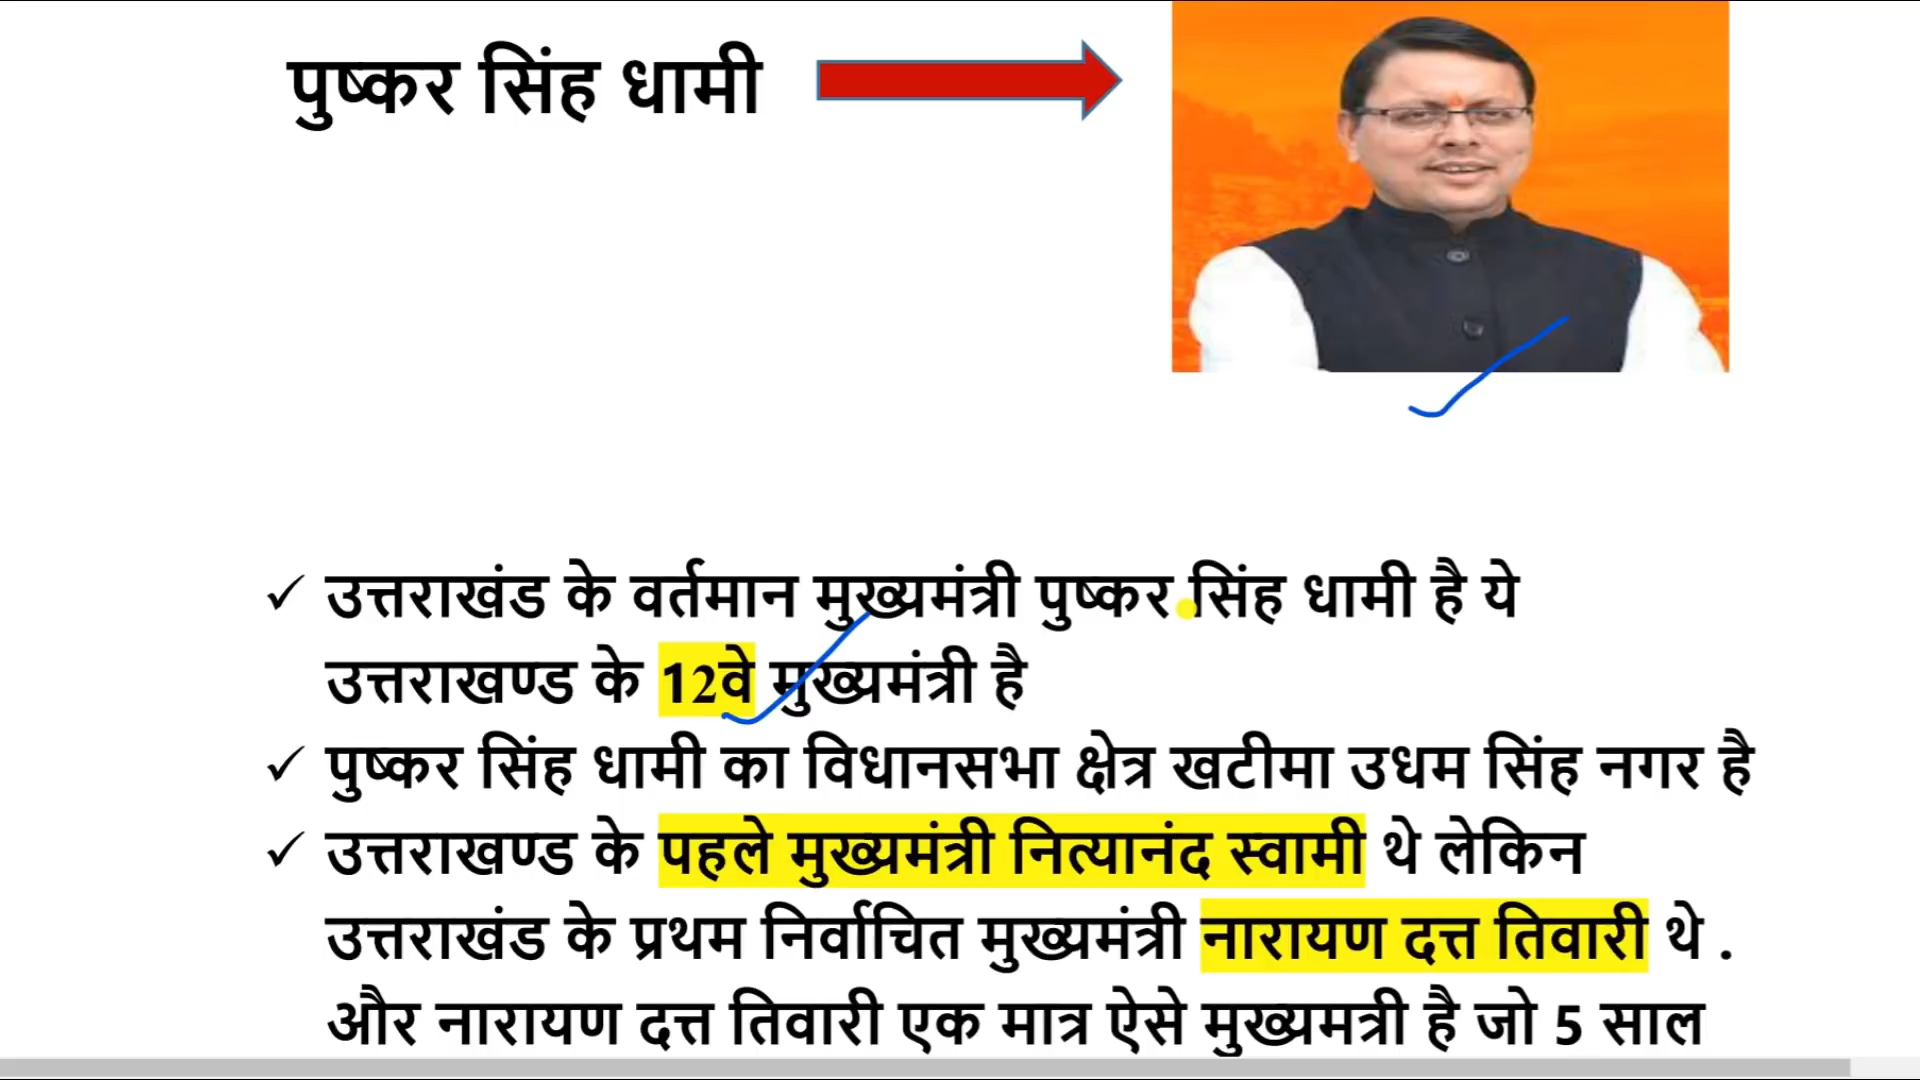 पुष्कर सिंह धामी
✓ उत्तराखंड के वर्तमान मुख्यमंत्री पुष्कर सिंह धामी है ये
उत्तराखण्ड के 12वे मुख्यमंत्री है
✓ पुष्कर सिंह धामी का विधानसभा क्षेत्र खटीमा उधम सिंह नगर है
✓ उत्तराखण्ड के पहले मुख्यमंत्री नित्यानंद स्वामी थे लेकिन
उत्तराखंड के प्रथम निर्वाचित मुख्यमंत्री नारायण दत्त तिवारी थे .
और नारायण दत्त तिवारी एक मात्र ऐसे मुख्यमत्री है जो 5 साल